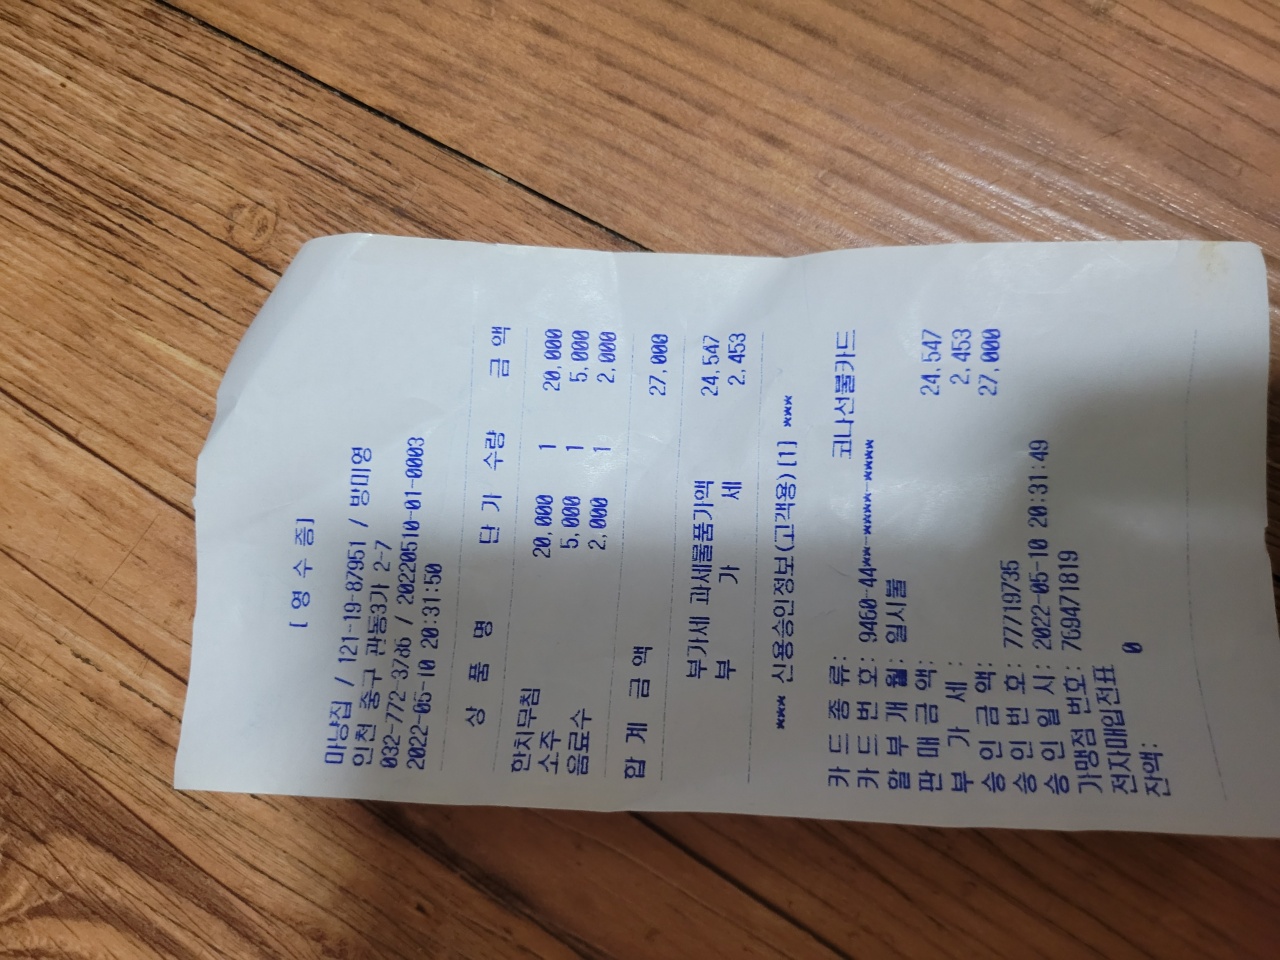 [ 영 수 증 ]
마냥집 / 121-19-87951 / 방미영
인천 중구 관동3가 2-7
032-772-3736 / 20220510-01-0003
2022-05-10 20:31:50
상 품 명 단 가 수량 금 액
한치무침 20,000 1 20,000
소주 5,000 1 5,000
음료수 2,000 1 2,000
합 계 금 액 27,000
부가세 과세물품가액 24,547
부 가 세 2,453
*** 신용승인정보(고객용)[1] ***
카 드 종 류: 코나선불카드
카 드 번 호: 9460-44**-****-****
할 부 개 월: 일시불
판 매 금 액: 24,547
부 가 세 : 2,453
승 인 금 액: 27,000
승 인 번 호: 77719735
승 인 일 시: 2022-05-10 20:31:49
가맹점 번호: 769471819
전자매입전표
잔액: 0